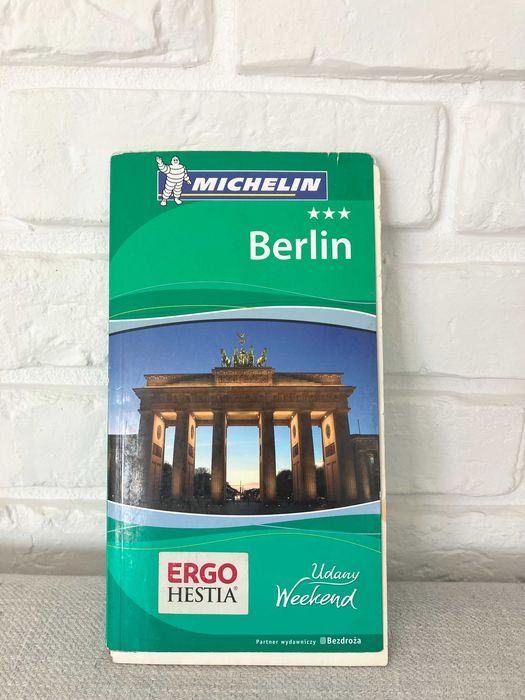 MICHELIN
★★★
Berlin
ERGO
HESTIA®
Udany
Weekend
Partner wydawniczy Bezdroża